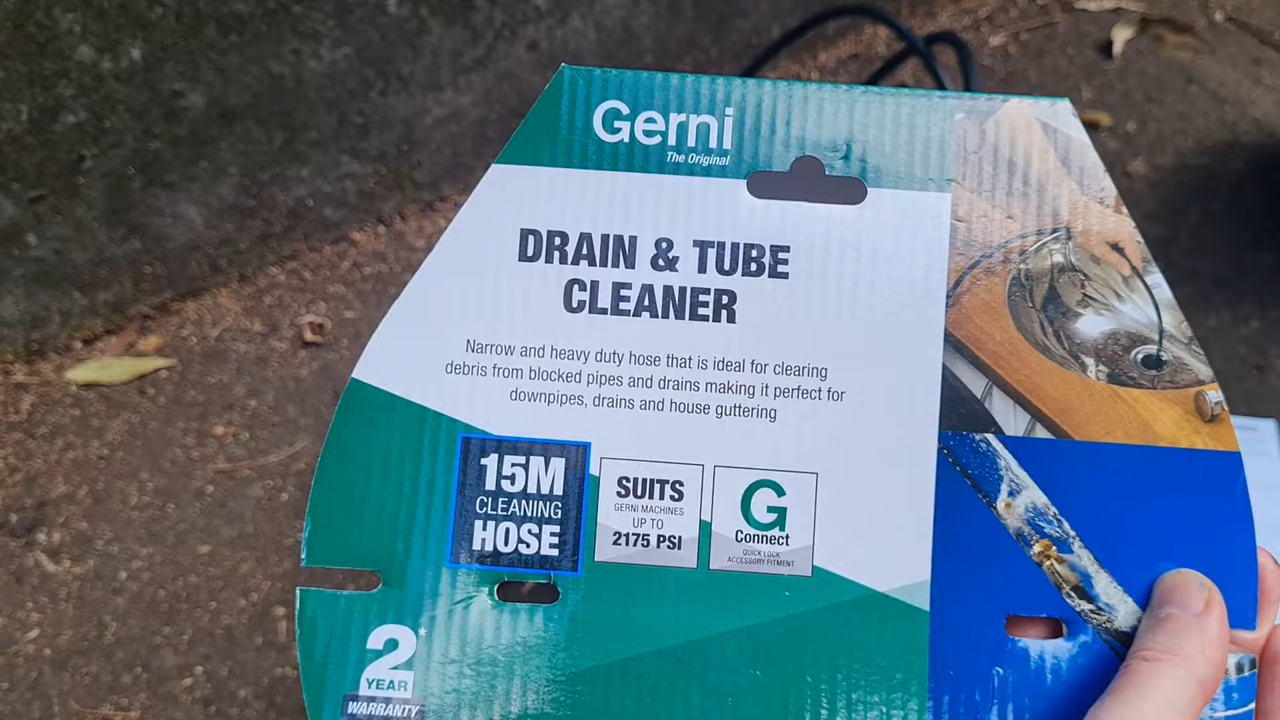 Gerni
The Original
DRAIN & TUBE
CLEANER
Narrow and heavy duty hose that is ideal for clearing
debris from blocked pipes and drains making it perfect for
downpipes, drains and house guttering
15M
CLEANING
HOSE
SUITS
GERNI MACHINES
UP TO
2175 PSI
G
Connect
QUICK LOCK
ACCESSORY FITMENT
2*
YEAR
WARRANTY